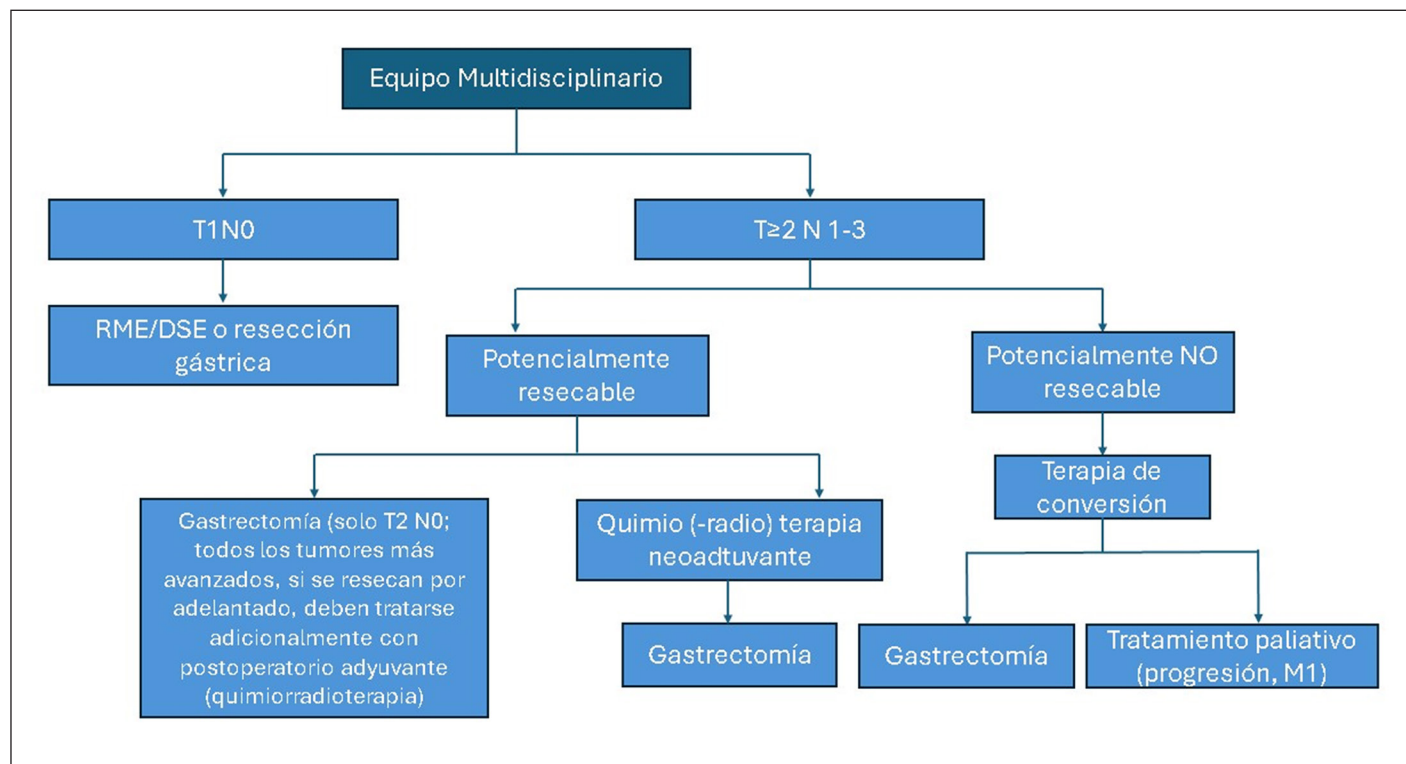 Equipo Multidisciplinario
T1N0
T≥2 N 1-3
RME/DSE o resección
gástrica
Potencialmente
resecable
Potencialmente NO
resecable
Gastrectomía (solo T2 N0;
todos los tumores más
avanzados, si se resecan por
adelantado, deben tratarse
adicionalmente con
postoperatorio adyuvante
(quimiorradioterapia)
Quimio (-radio) terapia
neoadtuvante
Gastrectomía
Terapia de
conversión
Gastrectomía
Tratamiento paliativo
(progresión, M1)